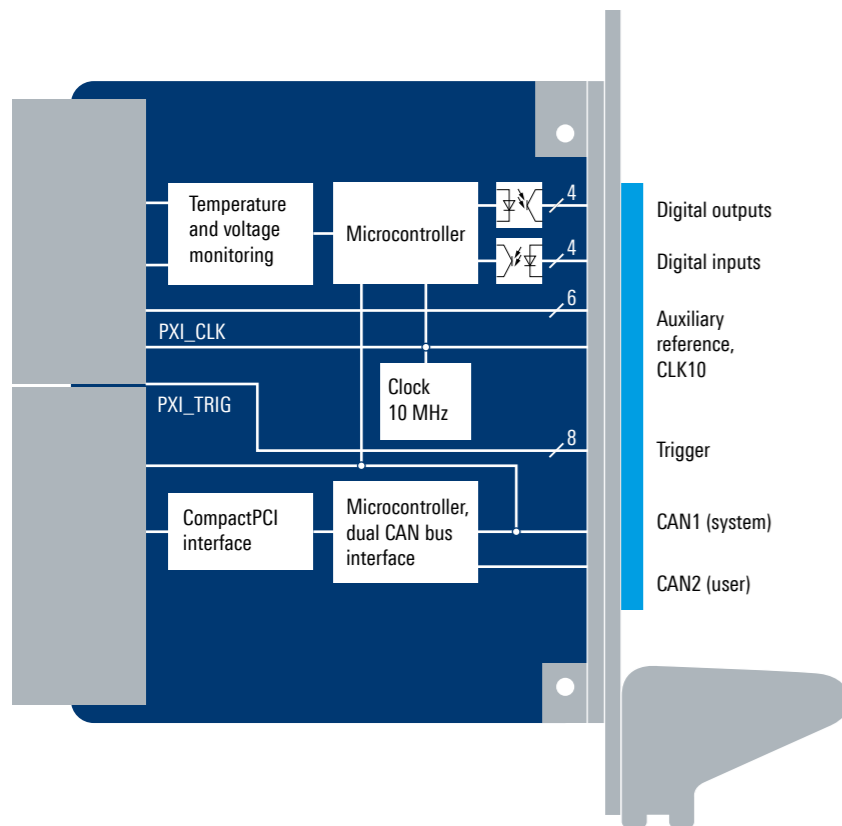 Temperature
and voltage
monitoring
Microcontroller
4
Digital outputs
4
Digital inputs
6
PXI_CLK
Auxiliary
reference,
CLK10
Clock
10 MHz
PXI_TRIG
8
Trigger
CompactPCI
interface
Microcontroller,
dual CAN bus
interface
CAN1 (system)
CAN2 (user)